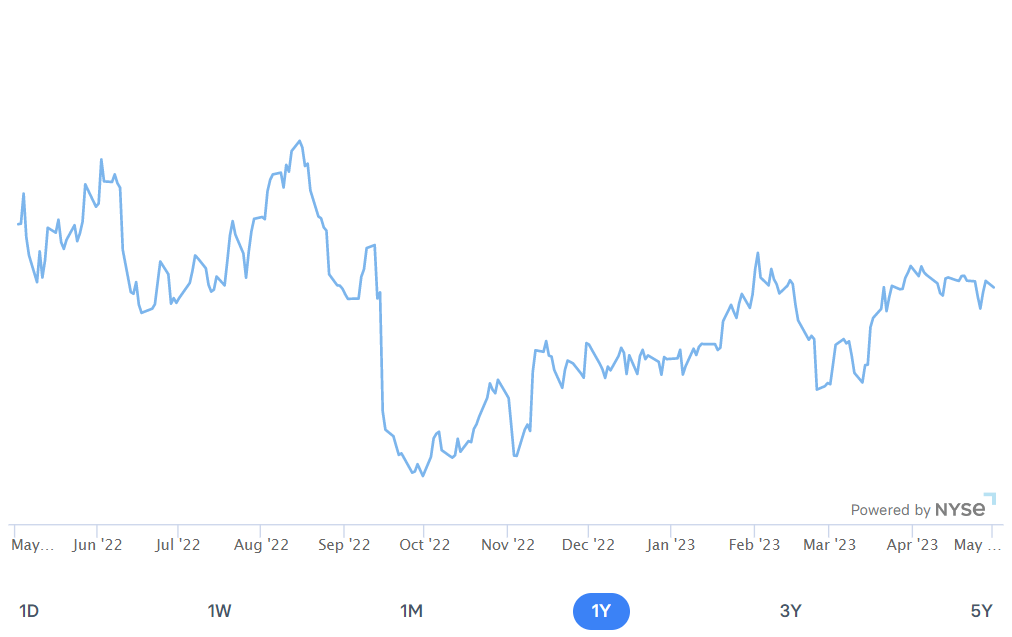 Powered by NYSE
May... Jun '22 Jul '22 Aug '22 Sep '22 Oct '22 Nov '22 Dec '22 Jan '23 Feb '23 Mar '23 Apr '23 May ...
1D 1W 1M 1Y 3Y 5Y